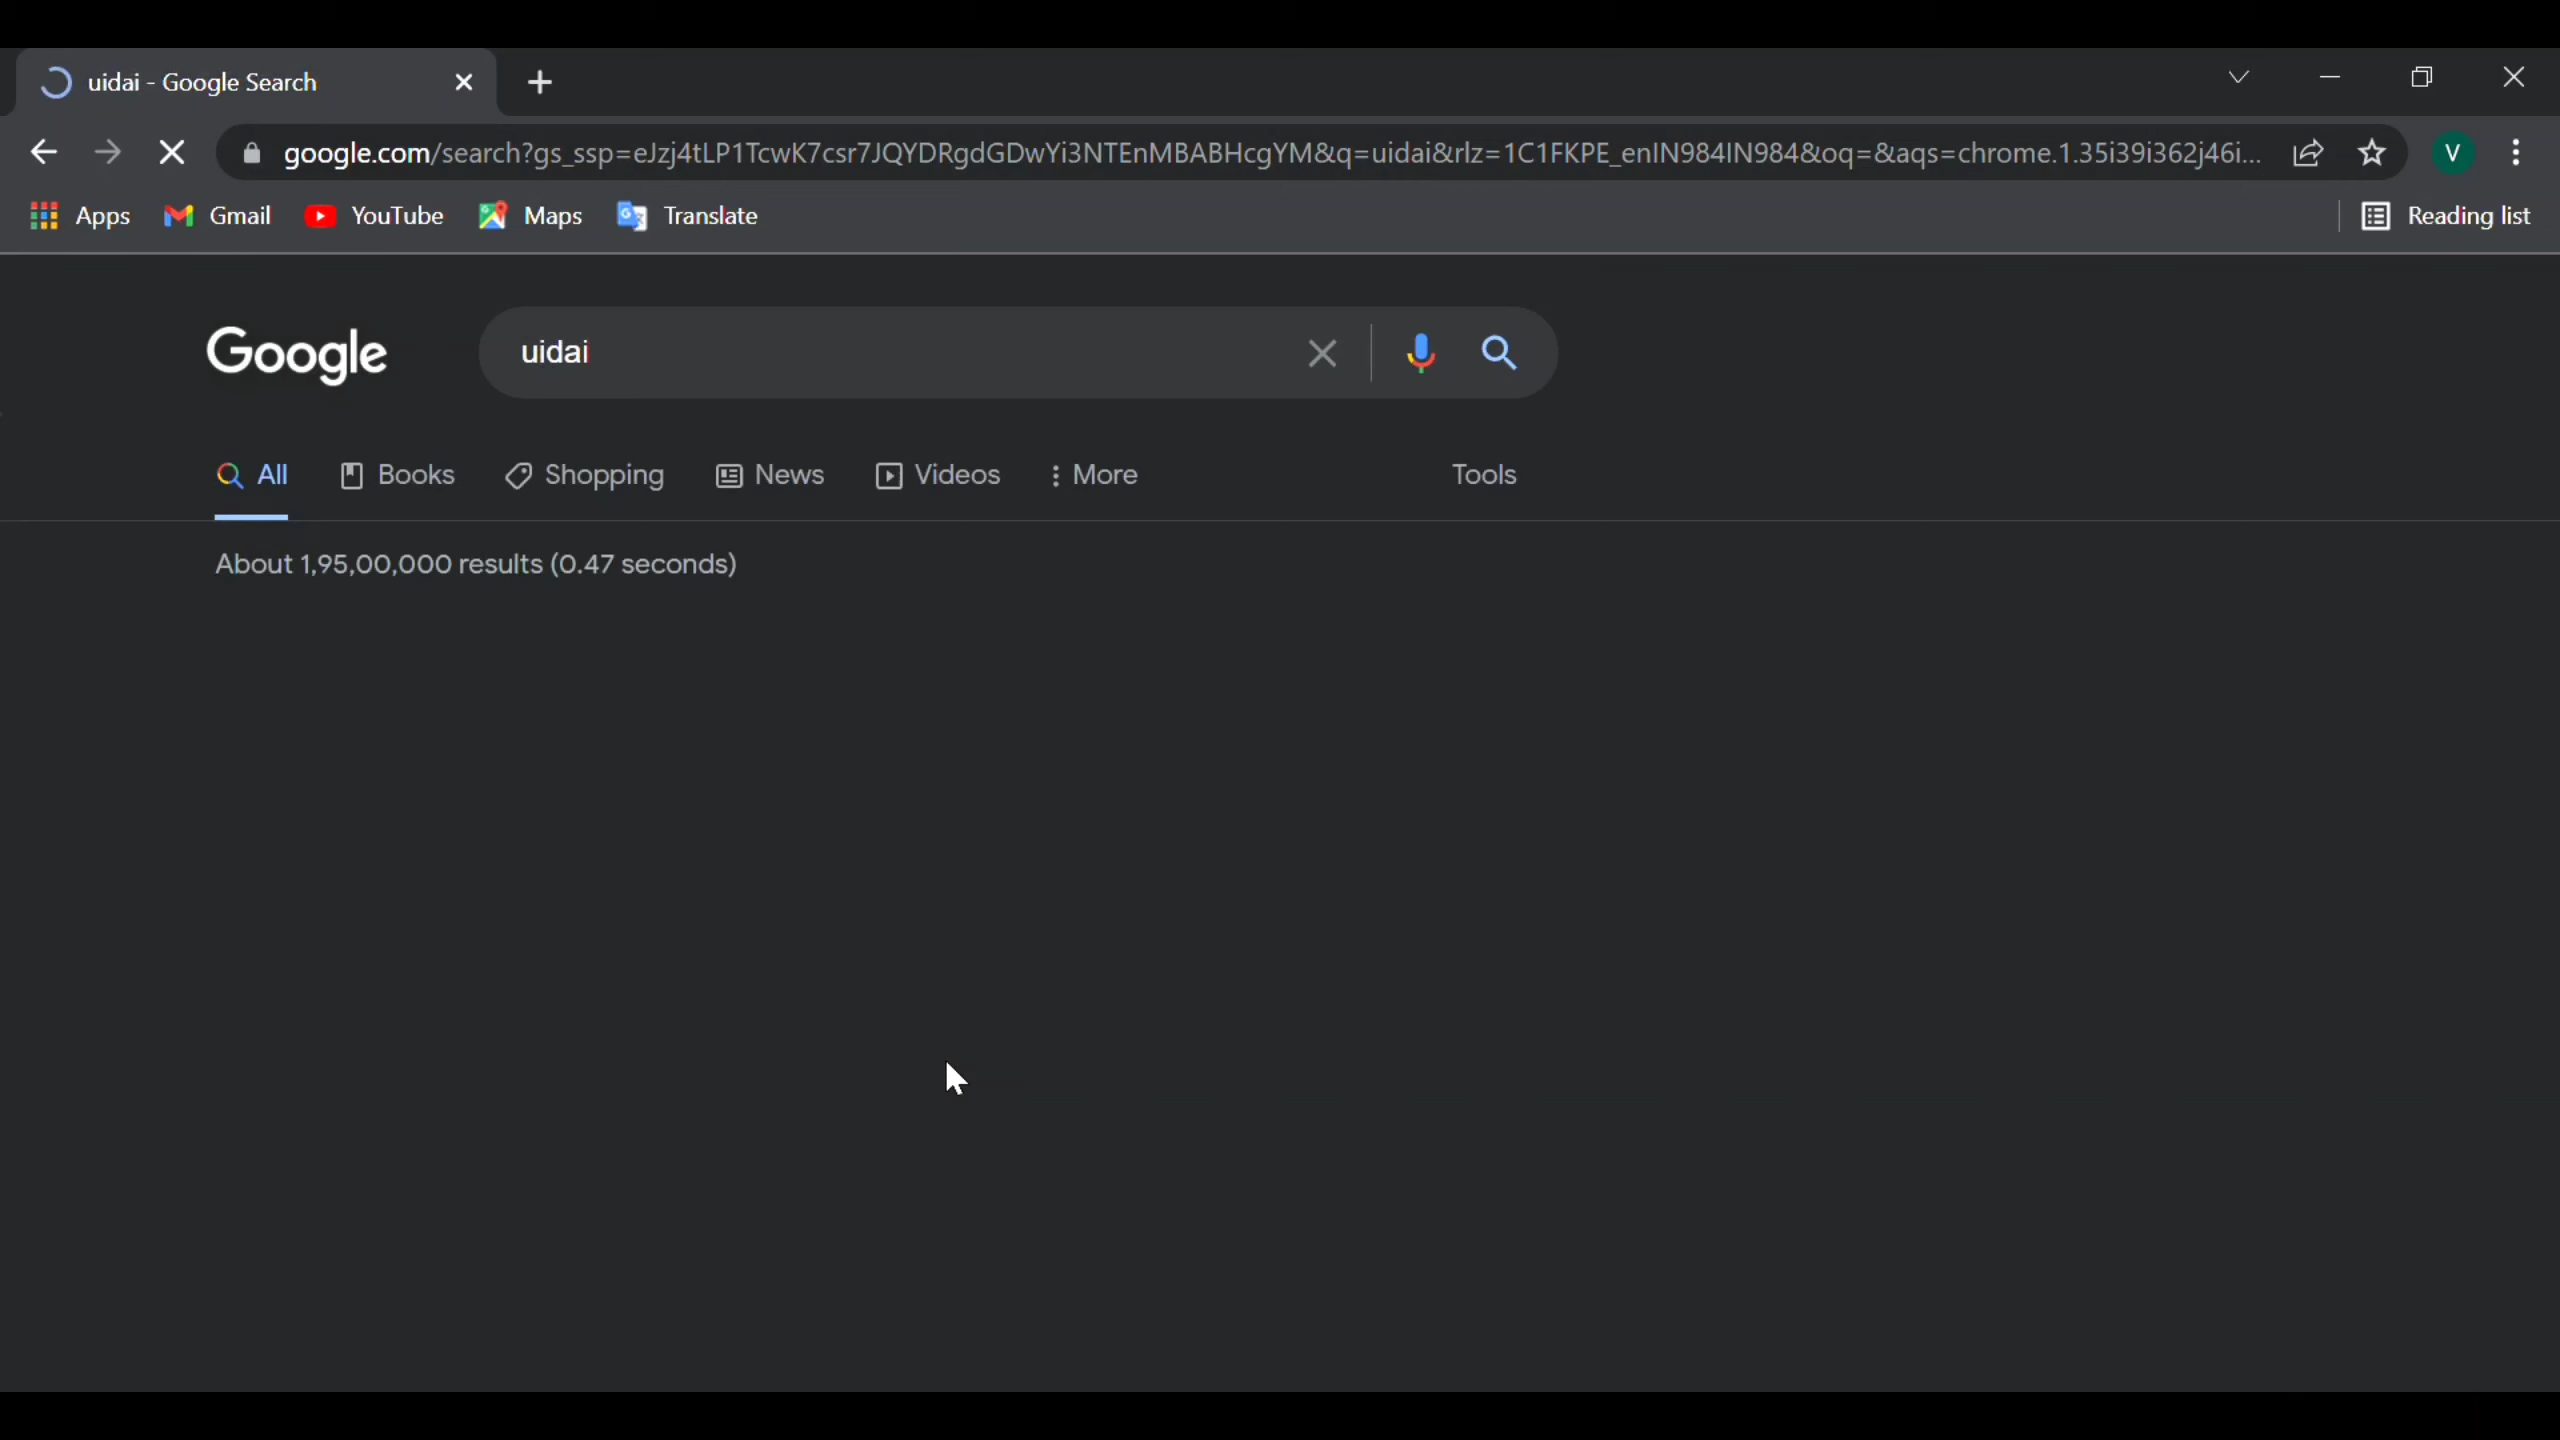 uidai - Google Search
google.com/search?gs_ssp=eJzj4tLP1TcwK7csr7JQYDRgdGDwYi3NTEnMBABHcgYM&q=uidai&rlz=1C1FKPE_enIN984IN984&oq=&aqs=chrome.1.35i39i362j46i... V
Apps Gmail YouTube Maps Translate Reading list
Google uidai
All Books Shopping News Videos More Tools
About 1,95,00,000 results (0.47 seconds)